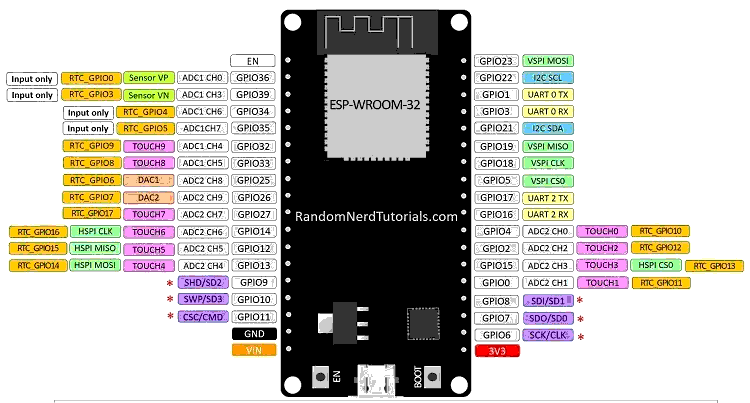 EN GPIO23 VSPI MOSI
Input only RTC_GPIO0 Sensor VP ADC1 CH0 GPIO36 GPIO22 I2C SCL
Input only RTC_GPIO3 Sensor VN ADC1 CH3 GPIO39 GPIO1 UART 0 TX
Input only RTC_GPIO4 ADC1 CH6 GPIO34 GPIO3 UART 0 RX
Input only RTC_GPIO5 ADC1CH7 GPIO35 GPIO21 I2C SDA
RTC_GPIO9 TOUCH9 ADC1 CH4 GPIO32 GPIO19 VSPI MISO
RTC_GPIO8 TOUCH8 ADC1 CH5 GPIO33 GPIO18 VSPI CLK
RTC_GPIO6 DAC1 ADC2 CH8 GPIO25 GPIO5 VSPI CS0
RTC_GPIO7 DAC2 ADC2 CH9 GPIO26 GPIO17 UART 2 TX
RTC_GPIO17 TOUCH7 ADC2 CH7 GPIO27 GPIO16 UART 2 RX
RTC_GPIO16 HSPI CLK TOUCH6 ADC2 CH6 GPIO14 GPIO4 ADC2 CH0 TOUCH0 RTC_GPIO10
RTC_GPIO15 HSPI MISO TOUCH5 ADC2 CH5 GPIO12 GPIO2 ADC2 CH2 TOUCH2 RTC_GPIO12
RTC_GPIO14 HSPI MOSI TOUCH4 ADC2 CH4 GPIO13 GPIO15 ADC2 CH3 TOUCH3 HSPI CS0 RTC_GPIO13
* SHD/SD2 GPIO9 GPIO0 ADC2 CH1 TOUCH1 RTC_GPIO11
* SWP/SD3 GPIO10 GPIO8 SDI/SD1 *
* CSC/CMD GPIO11 GPIO7 SDO/SD0 *
GND GPIO6 SCK/CLK *
VIN 3V3
ESP-WROOM-32
RandomNerdTutorials.com
EN
BOOT